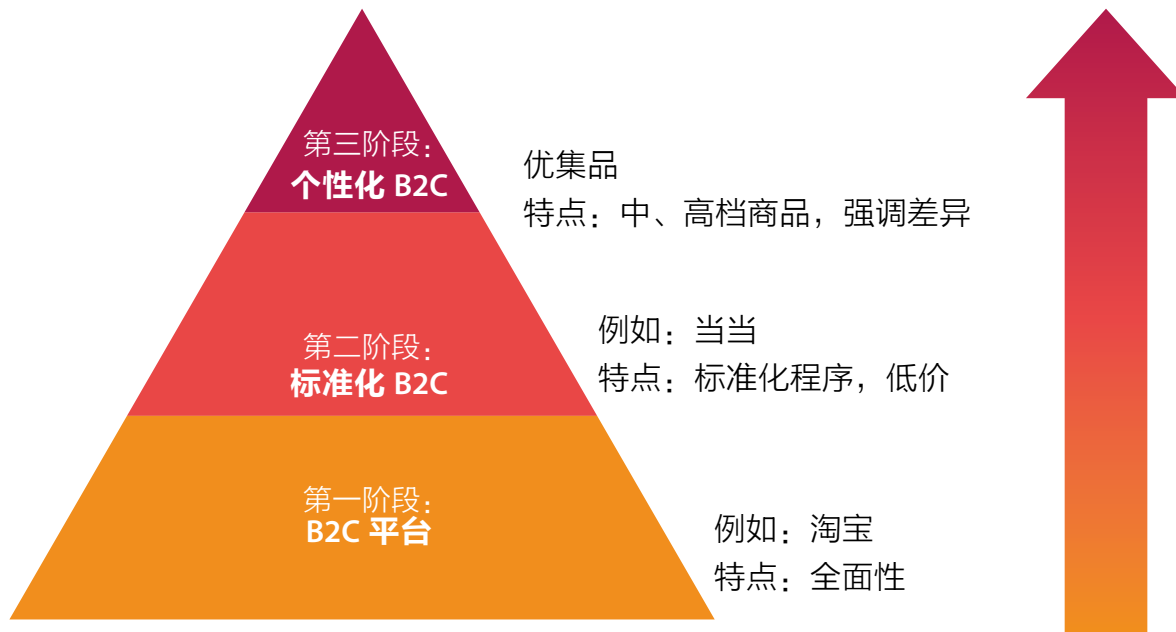 第三阶段：
个性化 B2C
优集品
特点：中、高档商品，强调差异
第二阶段：
标准化 B2C
例如：当当
特点：标准化程序，低价
第一阶段：
B2C 平台
例如：淘宝
特点：全面性